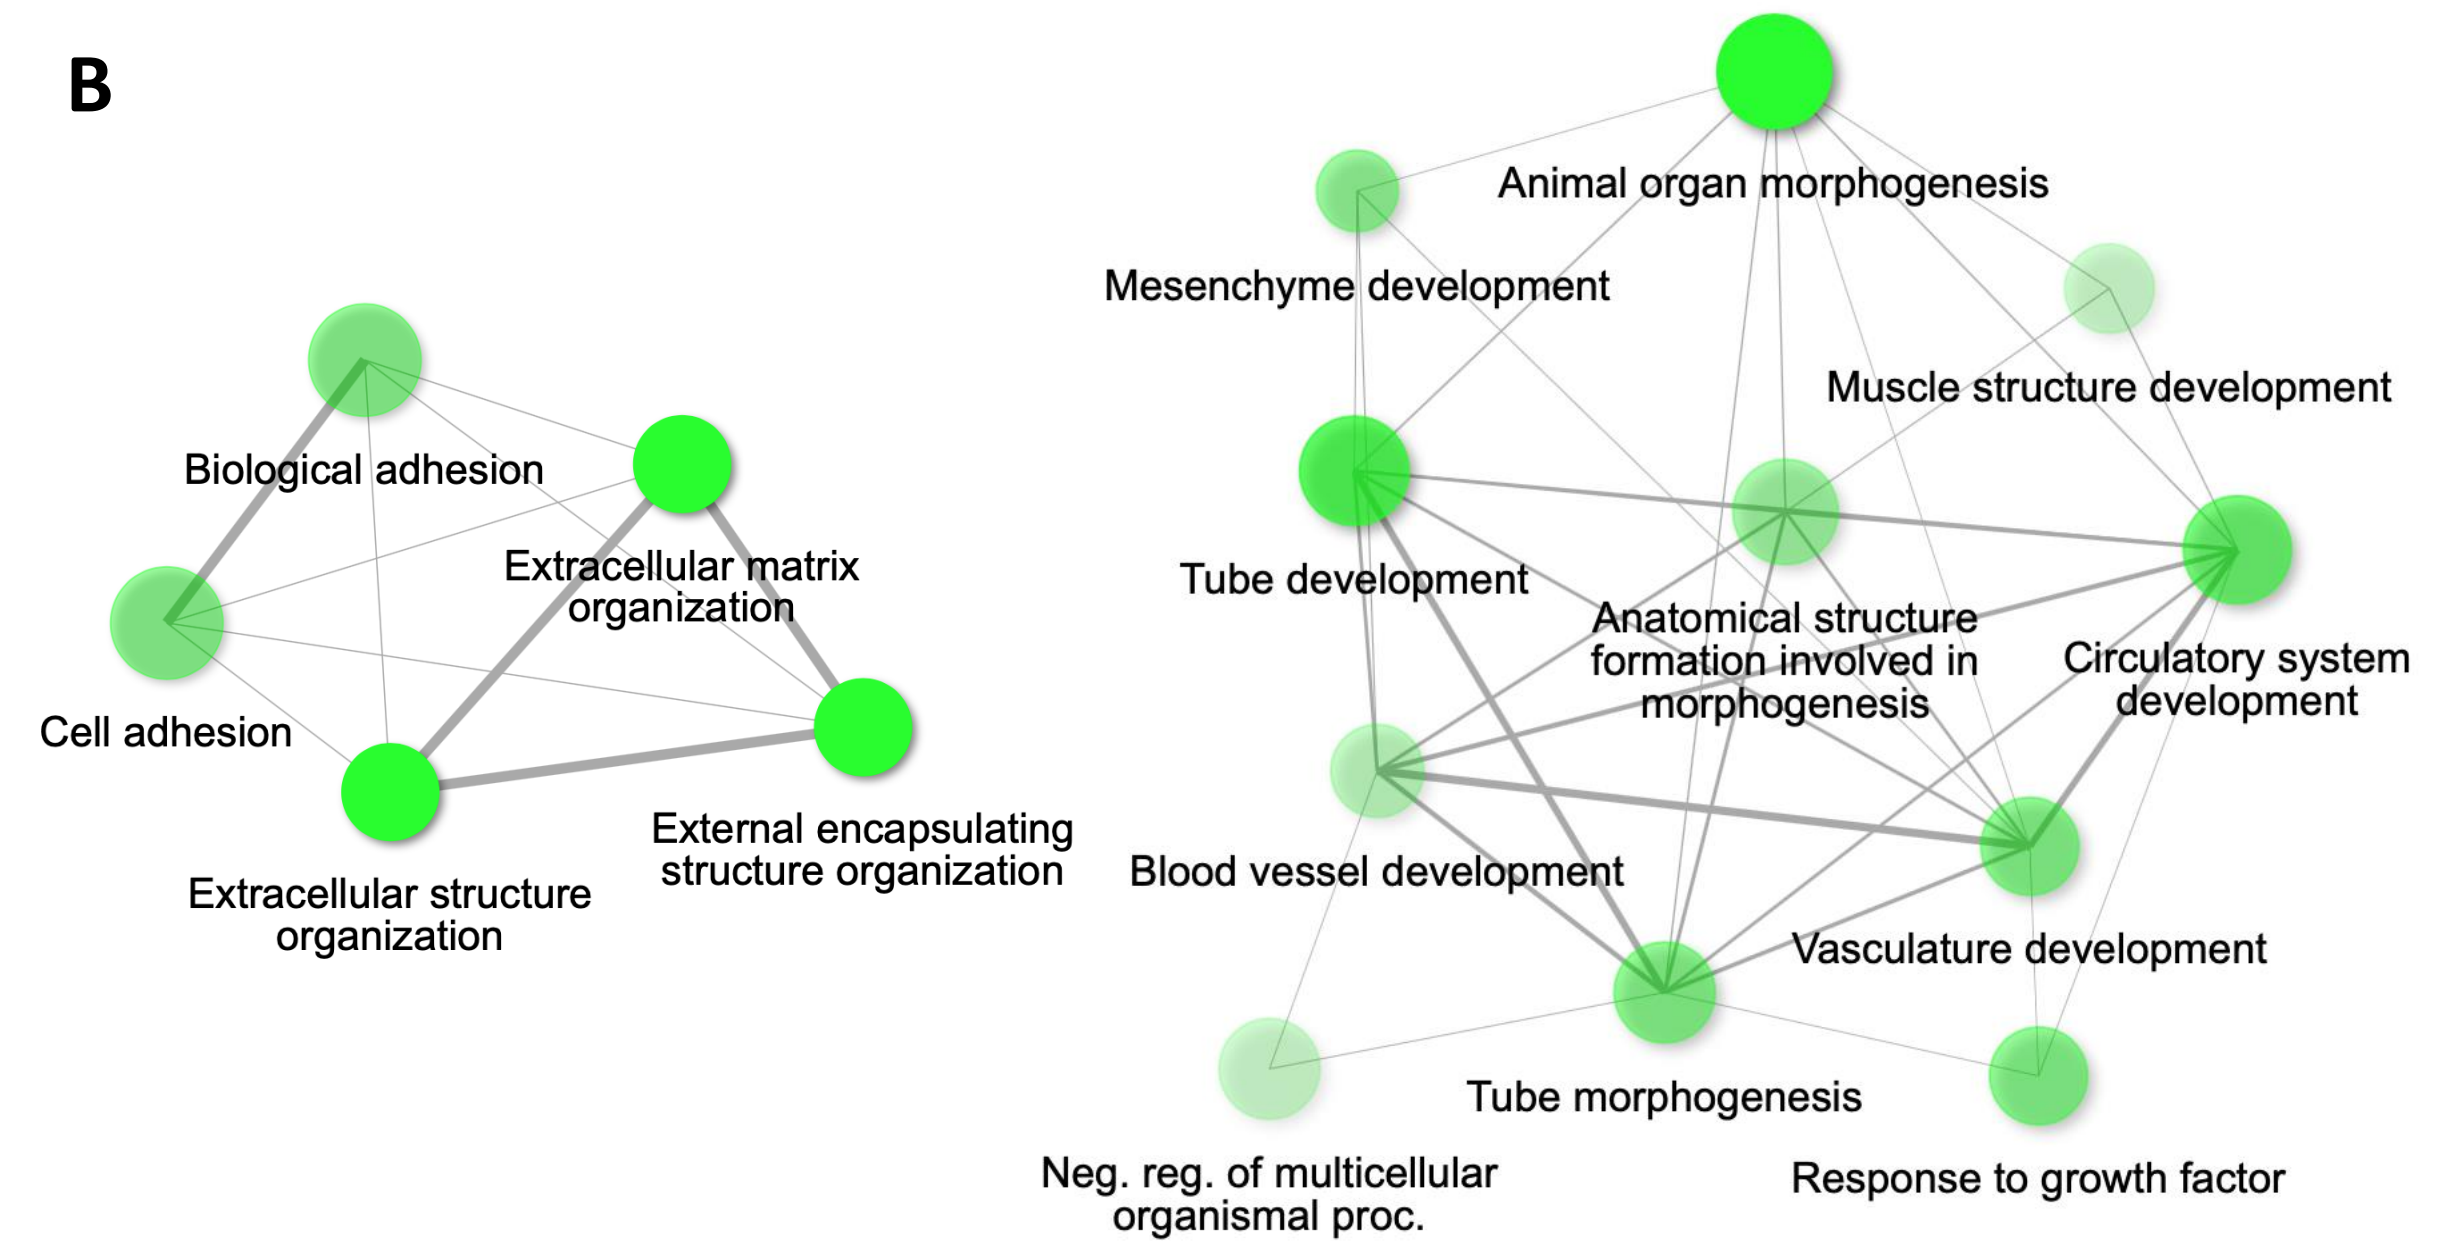 B
Biological adhesion
Extracellular matrix
organization
Cell adhesion
External encapsulating
structure organization
Extracellular structure
organization
Animal organ morphogenesis
Mesenchyme development
Muscle structure development
Tube development
Anatomical structure
formation involved in
morphogenesis
Circulatory system
development
Blood vessel development
Vasculature development
Tube morphogenesis
Neg. reg. of multicellular
organismal proc.
Response to growth factor